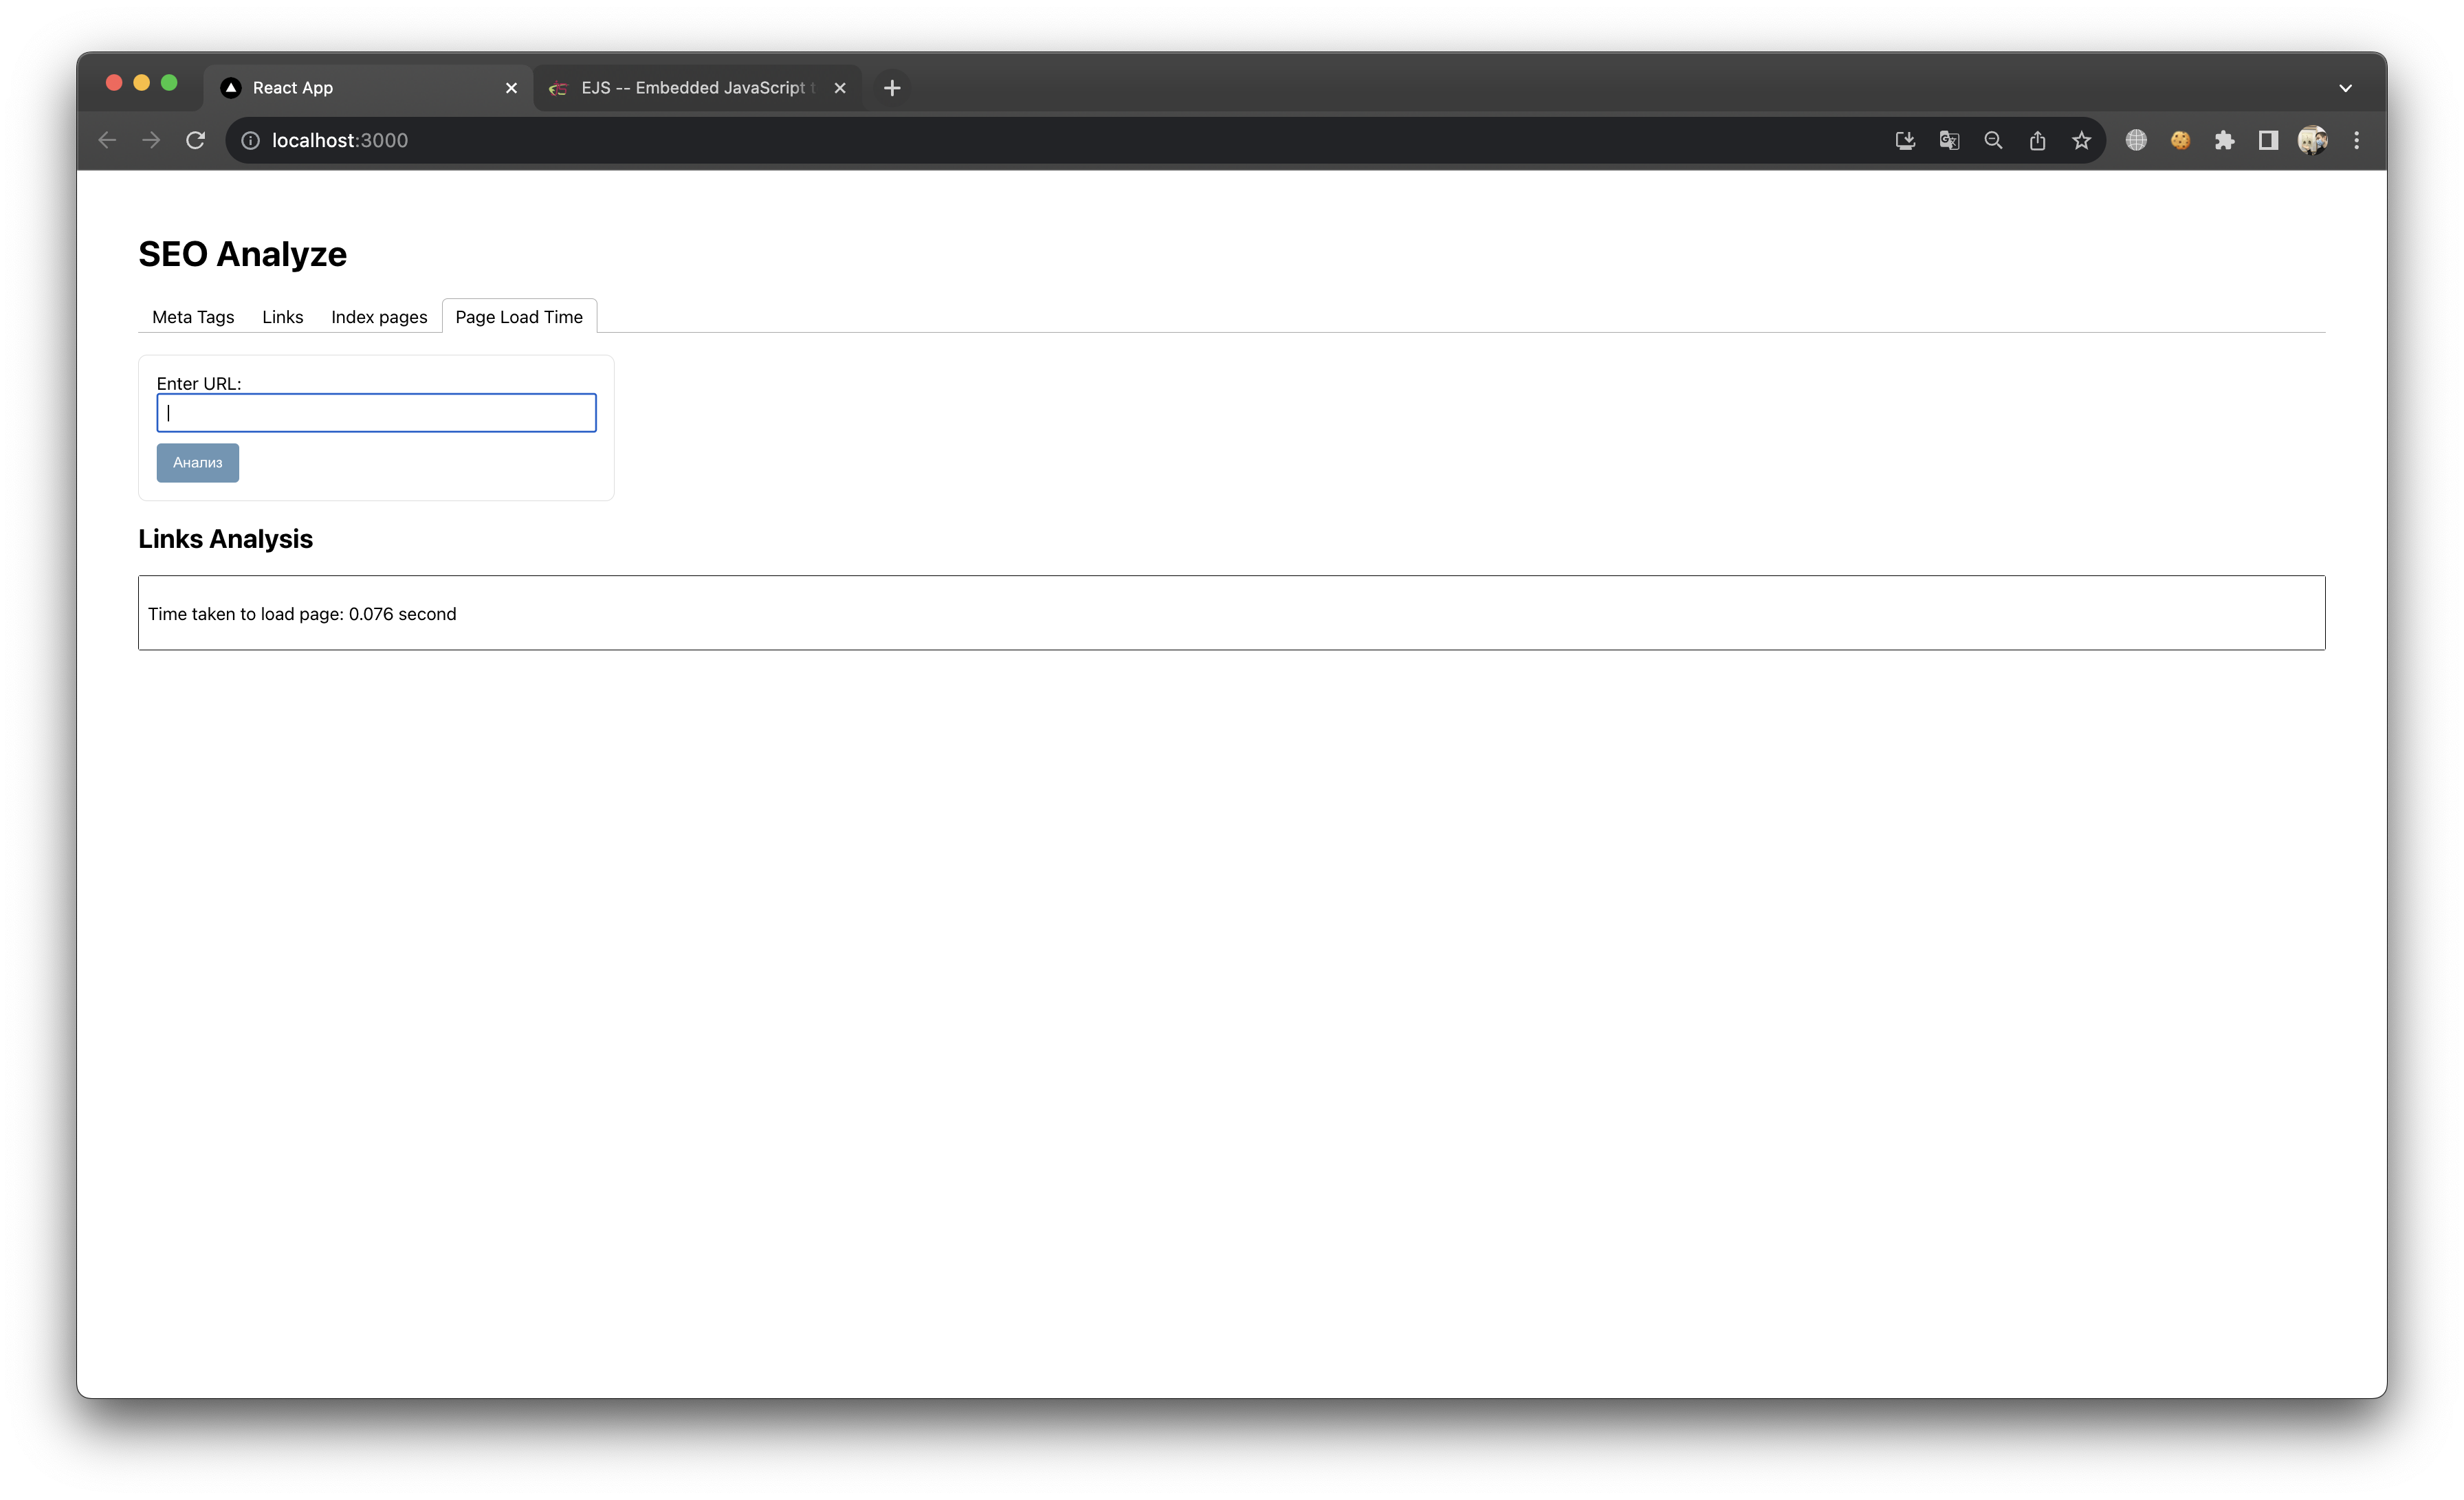 React App
EJS -- Embedded JavaScript t
localhost:3000
SEO Analyze
Meta Tags Links Index pages Page Load Time
Enter URL:
Анализ
Links Analysis
Time taken to load page: 0.076 second